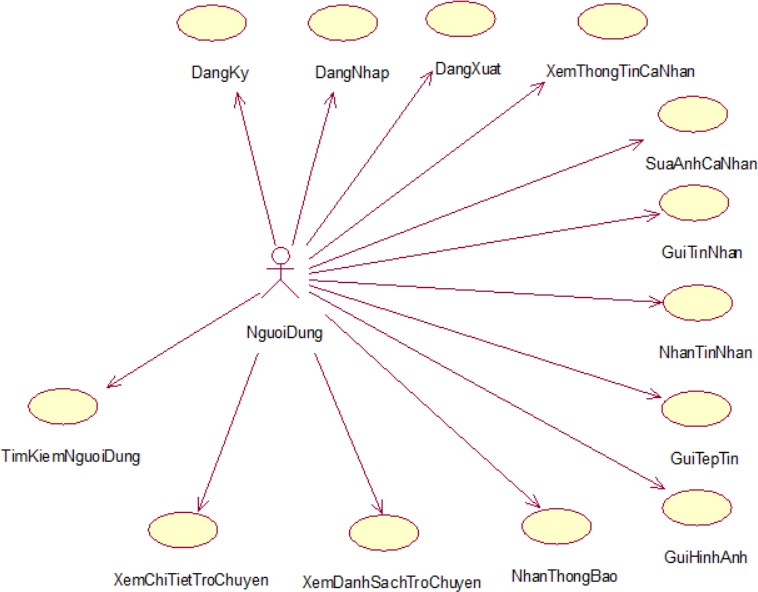 DangKy
DangNhap
DangXuat
XemThongTinCaNhan
SuaAnhCaNhan
GuiTinNhan
NguoiDung
NhanTinNhan
TimKiemNguoiDung
GuiTepTin
GuiHinhAnh
XemChiTietTroChuyen
XemDanhSachTroChuyen
NhanThongBao